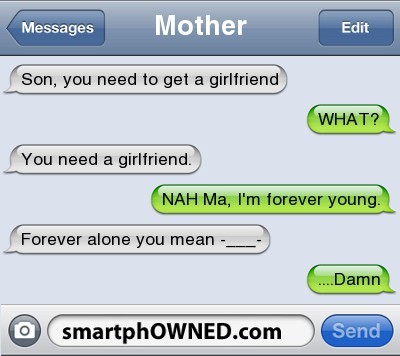 Messages
Mother
Edit
Son, you need to get a girlfriend
WHAT?
You need a girlfriend.
NAH Ma, I'm forever young.
Forever alone you mean -___-
....Damn
smartphOWNED.com
Send